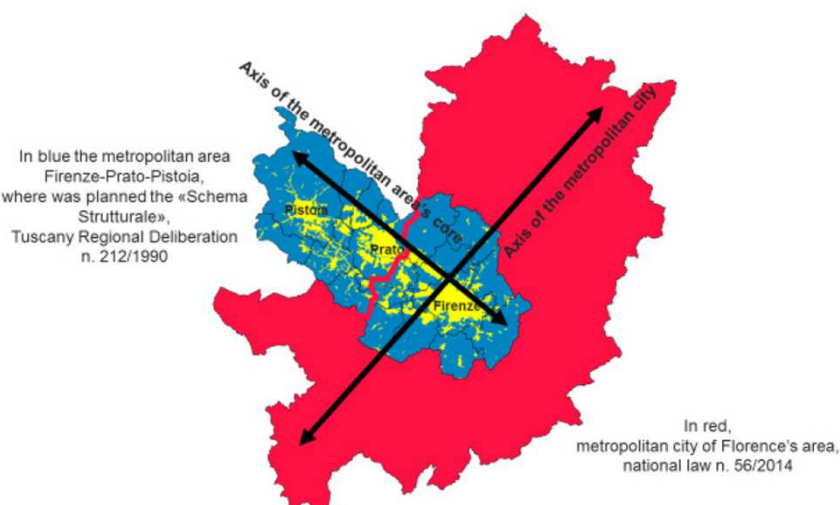 Axis of the metropolitan area's core
Axis of the metropolitan city
In blue the metropolitan area
Firenze-Prato-Pistoia,
where was planned the «Schema
Strutturale»,
Tuscany Regional Deliberation
n. 212/1990
Pistoia
Prato
Firenze
In red,
metropolitan city of Florence's area,
national law n. 56/2014